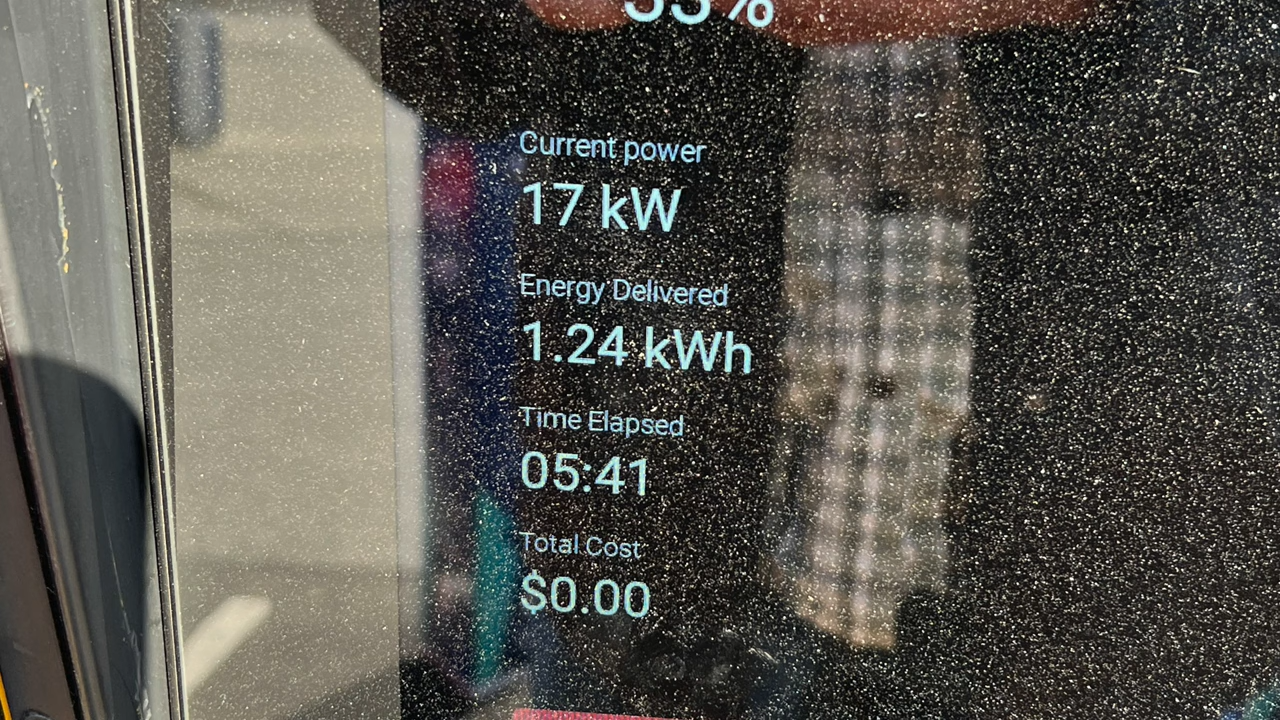 Current power
17 kW
Energy Delivered
1.24 kWh
Time Elapsed
05:41
Total Cost
$0.00